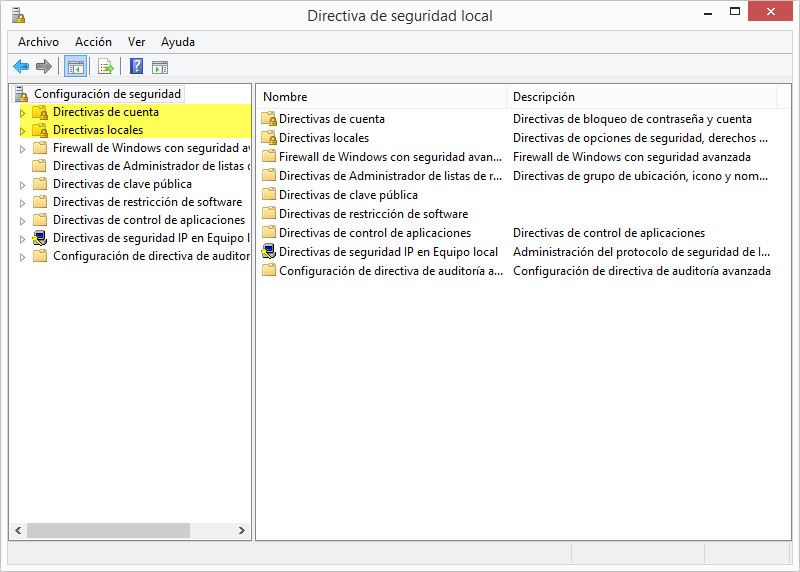 Directiva de seguridad local
Archivo Acción Ver Ayuda
Configuración de seguridad
Directivas de cuenta
Directivas locales
Firewall de Windows con seguridad av
Directivas de Administrador de listas d
Directivas de clave pública
Directivas de restricción de software
Directivas de control de aplicaciones
Directivas de seguridad IP en Equipo l
Configuración de directiva de auditor
Nombre Descripción
Directivas de cuenta Directivas de bloqueo de contraseña y cuenta
Directivas locales Directivas de opciones de seguridad, derechos ...
Firewall de Windows con seguridad avan... Firewall de Windows con seguridad avanzada
Directivas de Administrador de listas de r... Directivas de grupo de ubicación, icono y nom...
Directivas de clave pública
Directivas de restricción de software
Directivas de control de aplicaciones Directivas de control de aplicaciones
Directivas de seguridad IP en Equipo local Administración del protocolo de seguridad de l...
Configuración de directiva de auditoría a... Configuración de directiva de auditoría avanzada